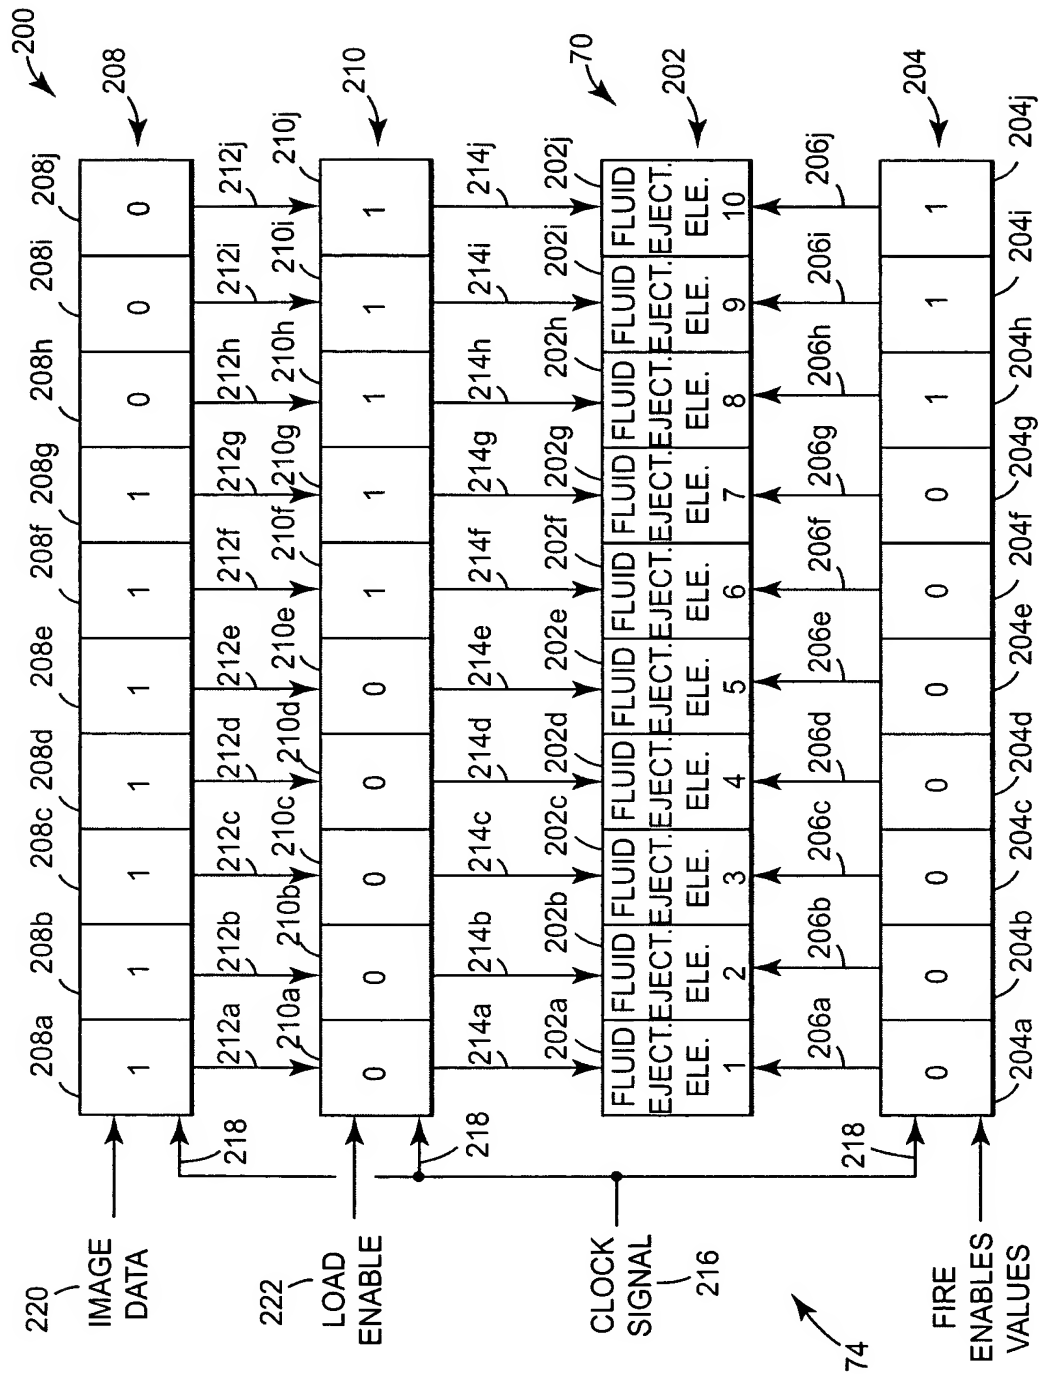 200
208a 208b 208c 208d 208e 208f 208g 208h 208i 208j
208
220
IMAGE
DATA
1 1 1 1 1 1 1 0 0 0
218
212a 212b 212c 212d 212e 212f 212g 212h 212i 212j
210a 210b 210c 210d 210e 210f 210g 210h 210i 210j
210
222
LOAD
ENABLE
0 0 0 0 0 1 1 1 1 1
218
214a 214b 214c 214d 214e 214f 214g 214h 214i 214j
202a 202b 202c 202d 202e 202f 202g 202h 202i 202j
70
202
CLOCK
SIGNAL
216
FLUID FLUID FLUID FLUID FLUID FLUID FLUID FLUID FLUID FLUID
EJECT. EJECT. EJECT. EJECT. EJECT. EJECT. EJECT. EJECT. EJECT. EJECT.
ELE. ELE. ELE. ELE. ELE. ELE. ELE. ELE. ELE. ELE.
1 2 3 4 5 6 7 8 9 10
206a 206b 206c 206d 206e 206f 206g 206h 206i 206j
74
218
204
FIRE
ENABLES
VALUES
0 0 0 0 0 0 0 1 1 1
204a 204b 204c 204d 204e 204f 204g 204h 204i 204j